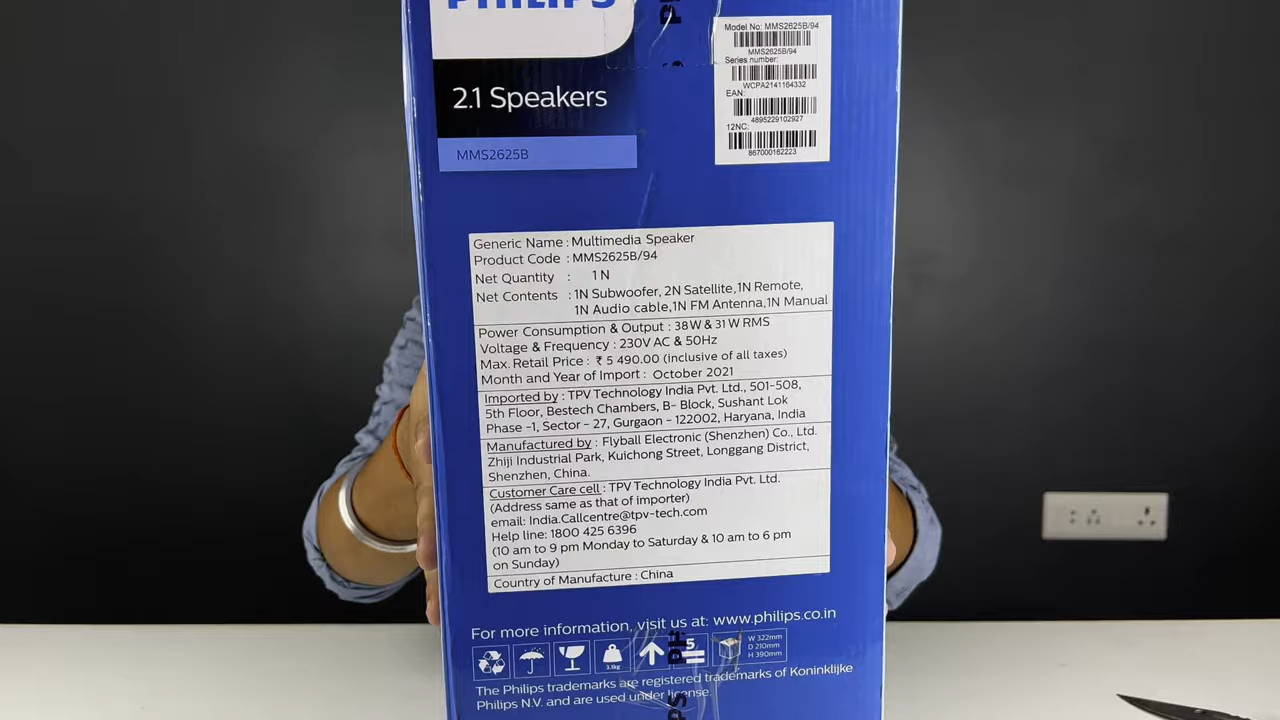 PHILIPS
2.1 Speakers
MMS2625B
Model No: MMS2625B/94
MMS2625B/94
Series number:
WCPA2141164332
EAN:
4895229102927
12NC:
867000182223
Generic Name : Multimedia Speaker
Product Code : MMS2625B/94
Net Quantity : 1 N
Net Contents : 1N Subwoofer, 2N Satellite, 1N Remote,
1N Audio cable, 1N FM Antenna, 1N Manual
Power Consumption & Output : 38W & 31W RMS
Voltage & Frequency : 230V AC & 50Hz
Max. Retail Price : ₹ 5 490.00 (inclusive of all taxes)
Month and Year of Import : October 2021
Imported by : TPV Technology India Pvt. Ltd., 501-508,
5th Floor, Bestech Chambers, B- Block, Sushant Lok
Phase -1, Sector - 27, Gurgaon - 122002, Haryana, India
Manufactured by : Flyball Electronic (Shenzhen) Co., Ltd.
Zhiji Industrial Park, Kuichong Street, Longgang District,
Shenzhen, China.
Customer Care cell : TPV Technology India Pvt. Ltd.
(Address same as that of importer)
email: India.Callcentre@tpv-tech.com
Help line: 1800 425 6396
(10 am to 9 pm Monday to Saturday & 10 am to 6 pm
on Sunday)
Country of Manufacture : China
For more information, visit us at: www.philips.co.in
3.1kg
5
W 322mm
D 210mm
H 390mm
The Philips trademarks are registered trademarks of Koninklijke
Philips N.V. and are used under license.